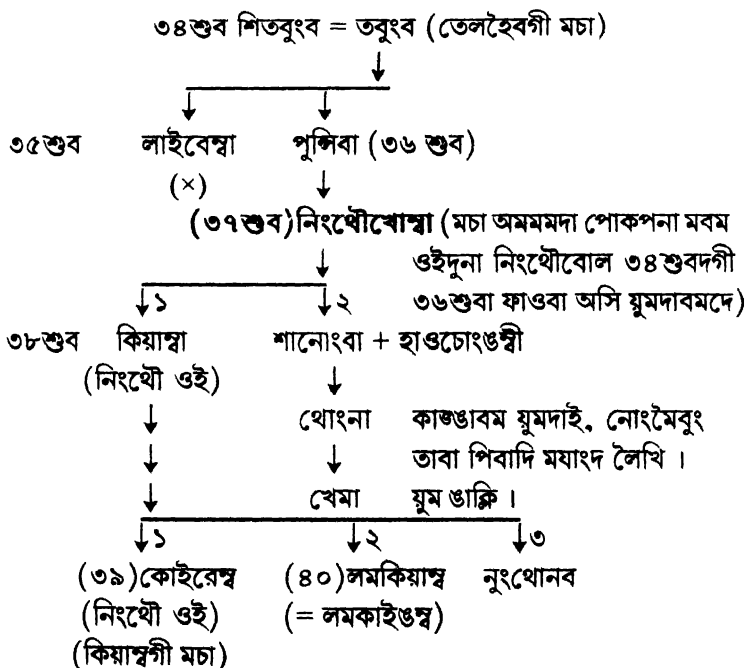 ৩৪শুব শিতবুংব = তবুংব (তেলহৈবগী মচা)
৩৫শুব লাইবেম্বা পুন্সিবা (৩৬ শুব)
(×)
(৩৭শুব)নিংথৌখোম্বা (মচা অমমমদা পোকপনা মবম
ওইদুনা নিংথৌবোল ৩৪শুবদগী
১ ২ ৩৬শুবা ফাওবা অসি য়ুমদাবমদে)
৩৮শুব কিয়াম্বা শানোংবা + হাওচোংঙম্বী
(নিংথৌ ওই)
থোংনা কাঙঙাবম য়ুমদাই, নোংমৈবুং
তাবা পিবাদি মযাংদ লৈখি ।
খেমা য়ুম ঙাক্লি ।
১ ২ ৩
(৩৯)কোইরেম্ব (৪০)লমকিয়াম্ব নুংথোনব
(নিংথৌ ওই) (= লমকাইঙম্ব)
(কিয়াম্বগী মচা)